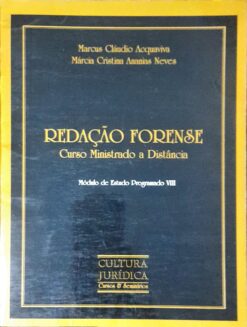 Marcus Cláudio Acquaviva
Márcia Cristina Ananias Neves
REDAÇÃO FORENSE
Curso Ministrado a Distância
Módulo de Estudo Programado VIII
CULTURA
JURÍDICA
Cursos & Seminários